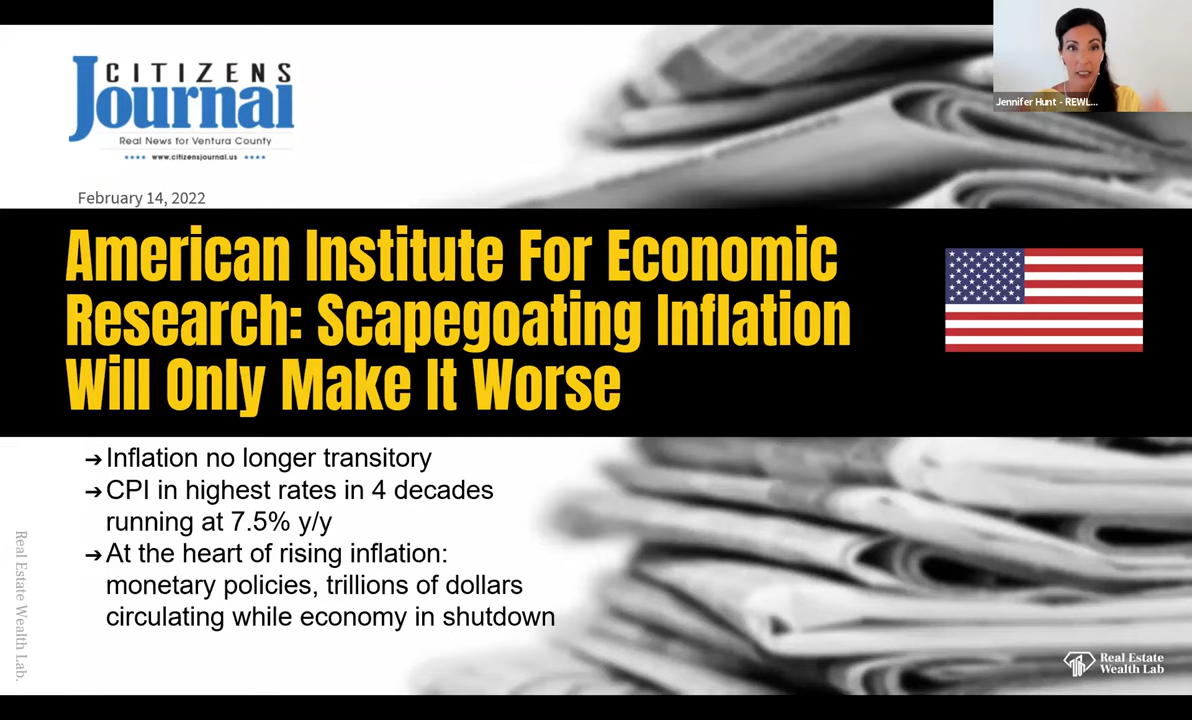 CITIZENS
Journal
Real News for Ventura County
www.citizensjournal.us
Jennifer Hunt - REWL...
February 14, 2022
American Institute For Economic
Research: Scapegoating Inflation
Will Only Make It Worse
➔Inflation no longer transitory
➔CPI in highest rates in 4 decades
running at 7.5% y/y
➔At the heart of rising inflation:
monetary policies, trillions of dollars
circulating while economy in shutdown
Real Estate Wealth Lab.
Real Estate
Wealth Lab